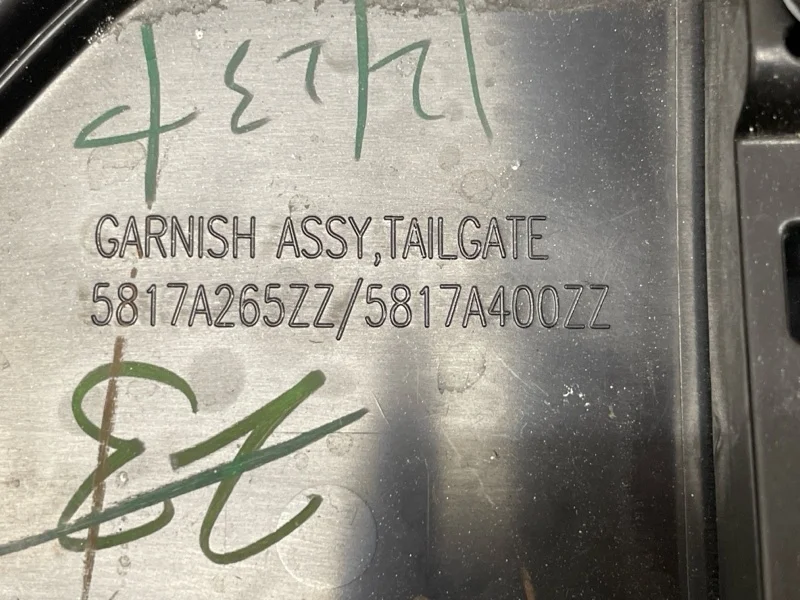 GARNISH ASSY,TAILGATE
5817A265ZZ/5817A400ZZ